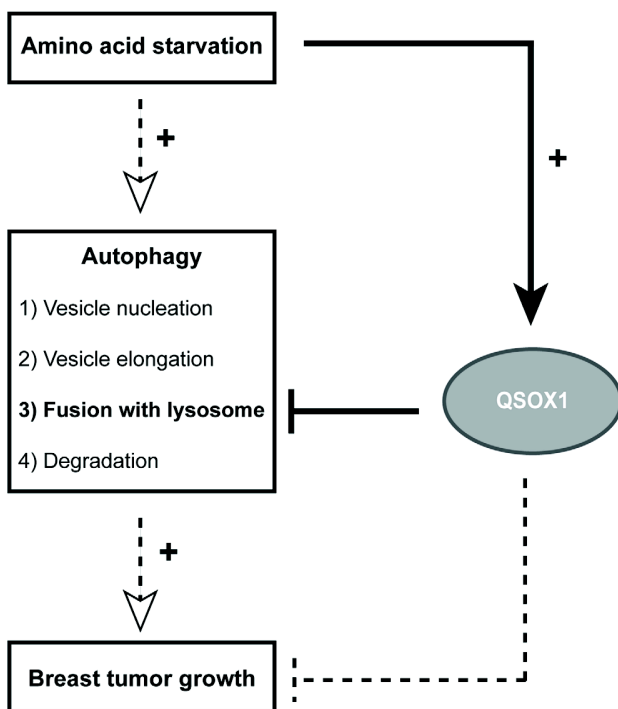 Amino acid starvation
+
+
Autophagy
1) Vesicle nucleation
2) Vesicle elongation
3) Fusion with lysosome
QSOX1
4) Degradation
+
Breast tumor growth